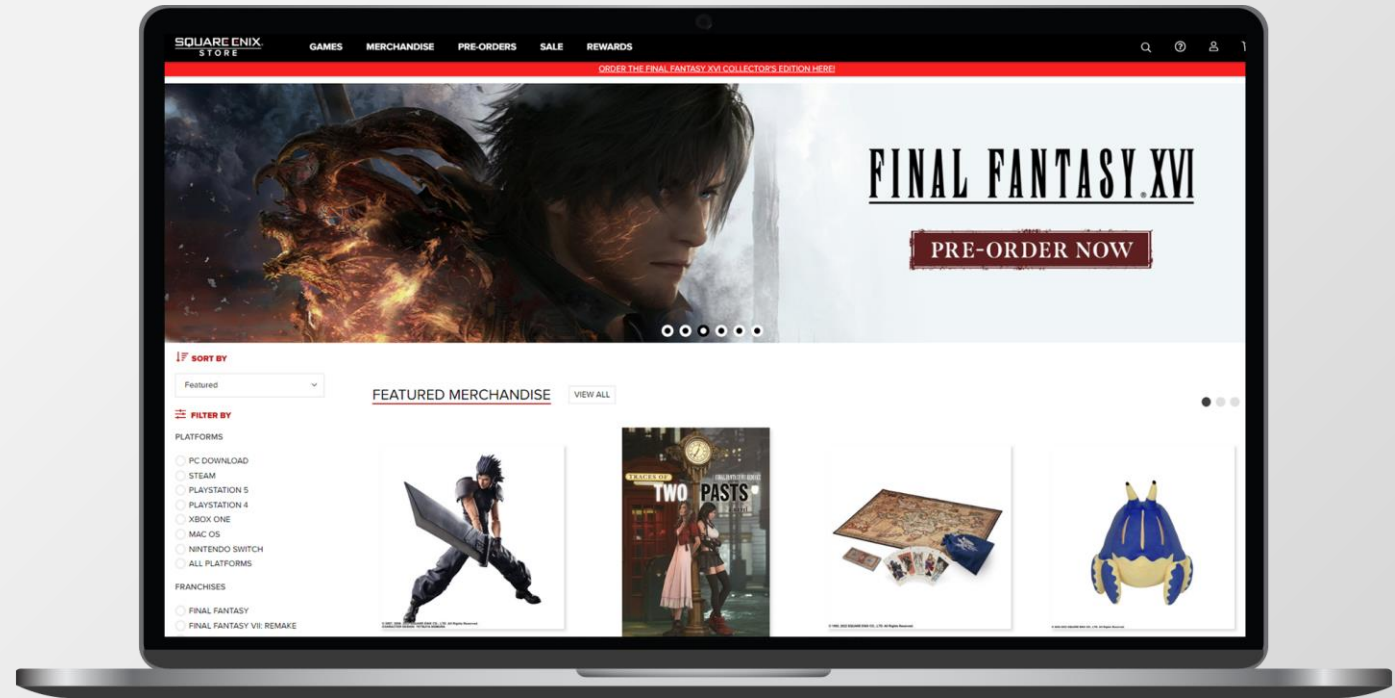 SQUARE ENIX
STORE
GAMES MERCHANDISE PRE-ORDERS SALE REWARDS
ORDER THE FINAL FANTASY XVI COLLECTOR'S EDITION HERE!
FINAL FANTASY XVI
PRE-ORDER NOW
SORT BY
Featured
FEATURED MERCHANDISE VIEW ALL
FILTER BY
PLATFORMS
PC DOWNLOAD
STEAM
PLAYSTATION 5
PLAYSTATION 4
XBOX ONE
MAC OS
NINTENDO SWITCH
ALL PLATFORMS
FRANCHISES
FINAL FANTASY
FINAL FANTASY VII: REMAKE
TRACES OF
TWO PASTS